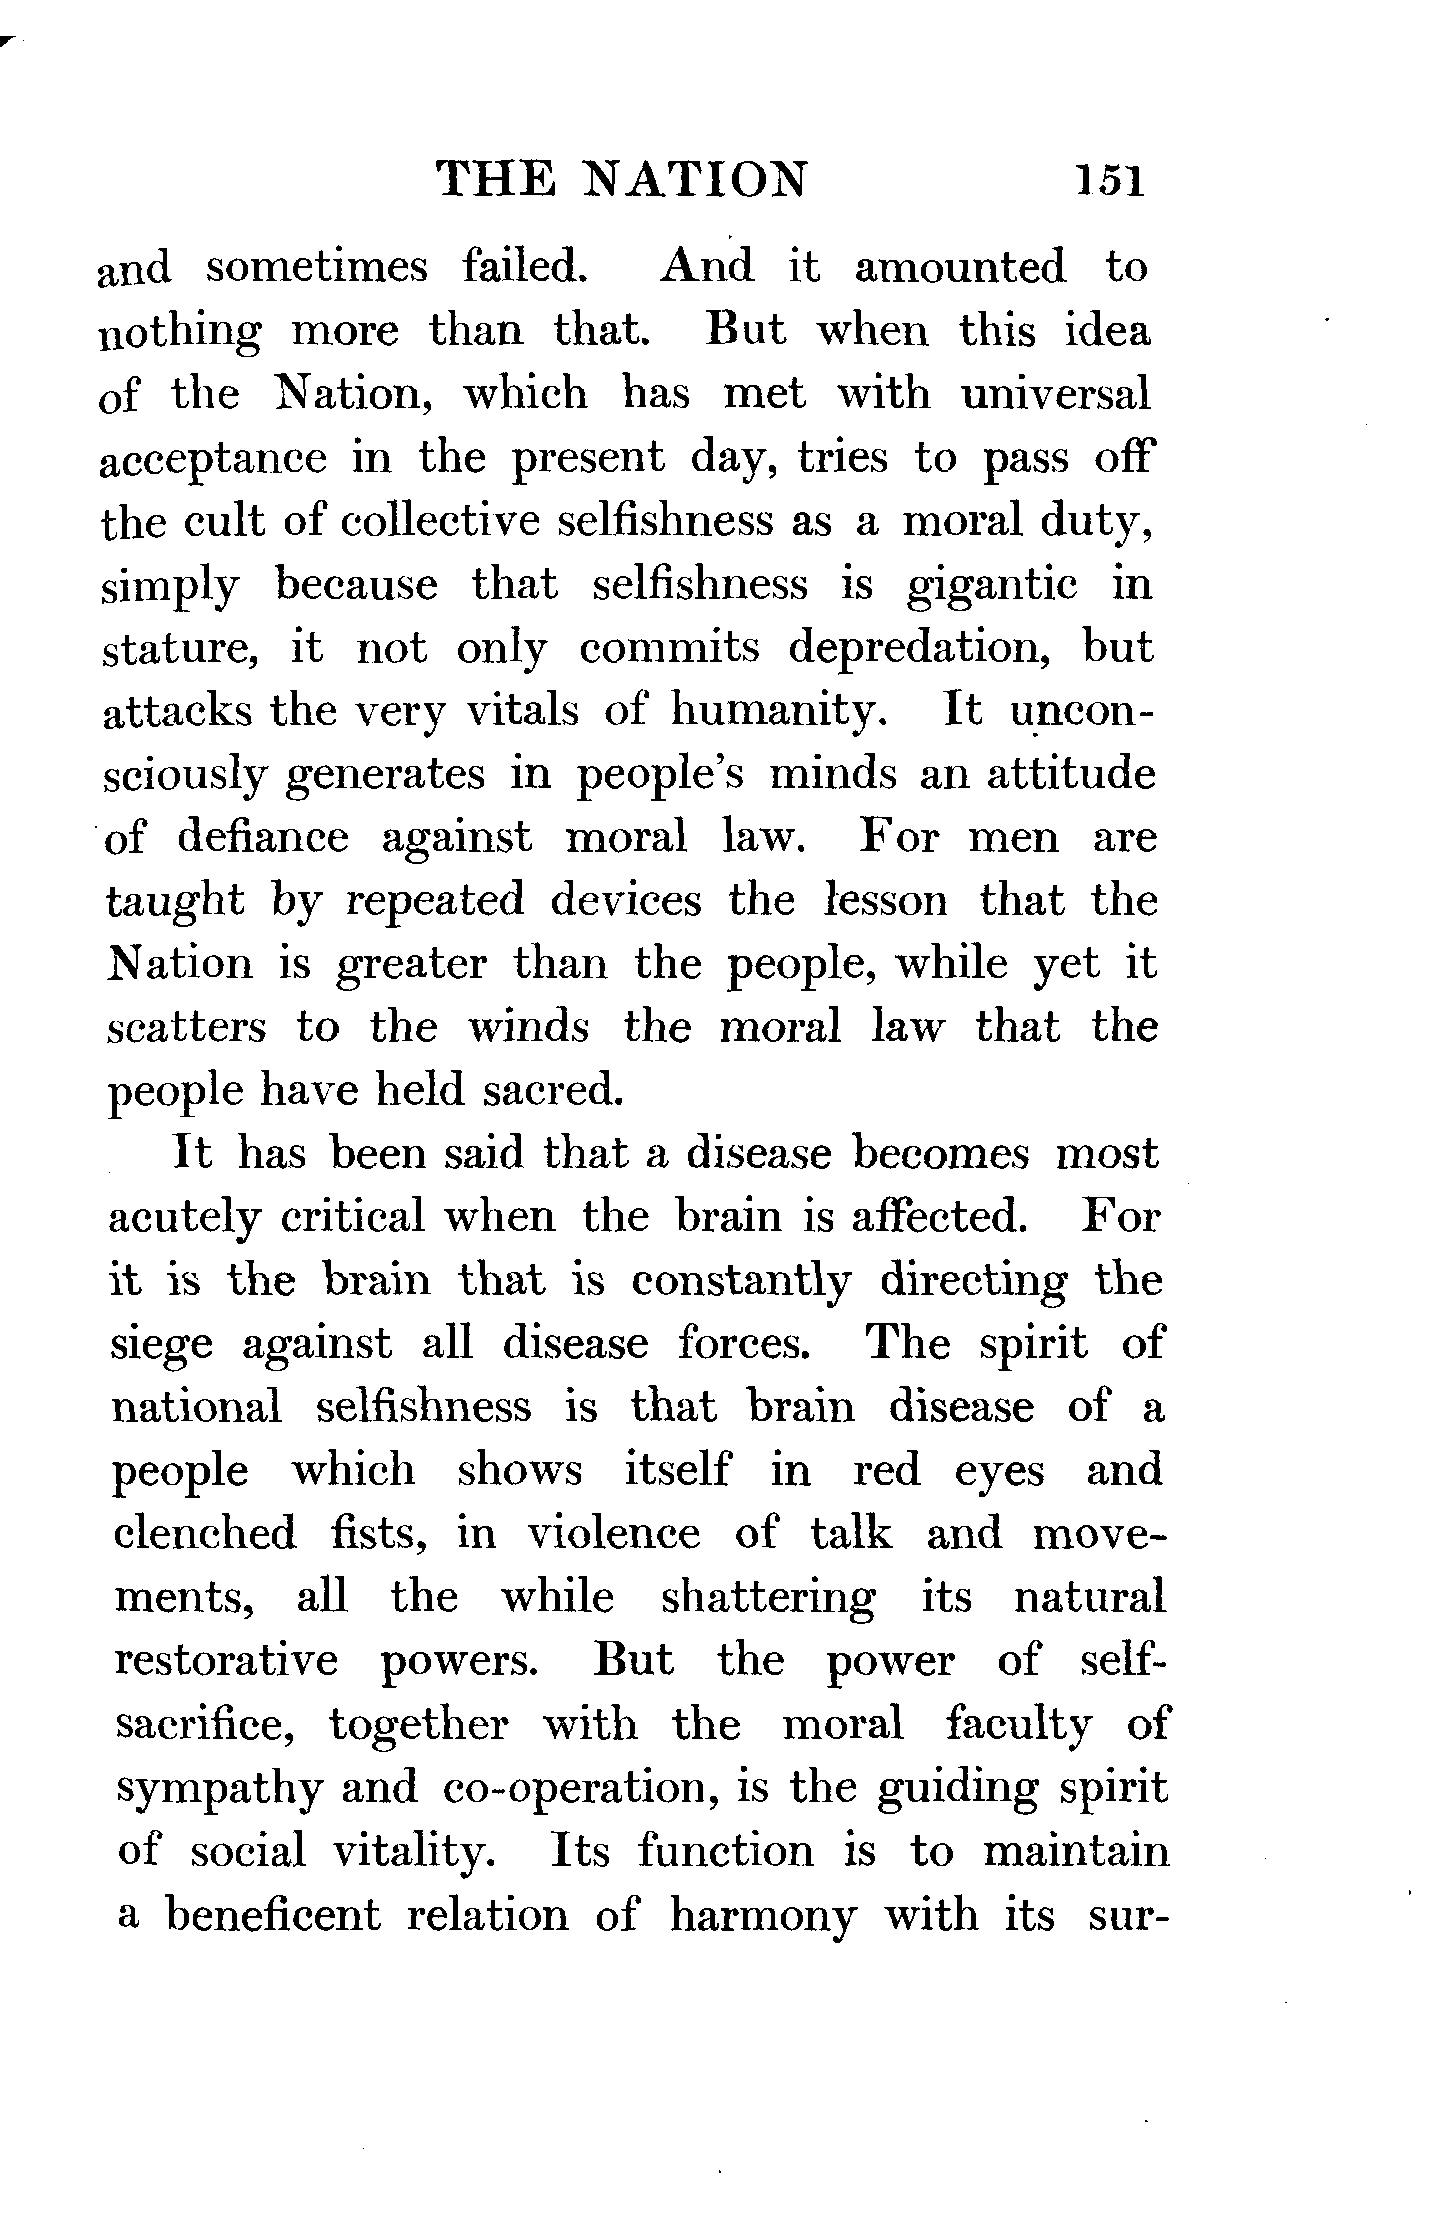 THE NATION 151
and sometimes failed. And it amounted to
nothing more than that. But when this idea
of the Nation, which has met with universal
acceptance in the present day, tries to pass off
the cult of collective selfishness as a moral duty,
simply because that selfishness is gigantic in
stature, it not only commits depredation, but
attacks the very vitals of humanity. It uncon-
sciously generates in people's minds an attitude
of defiance against moral law. For men are
taught by repeated devices the lesson that the
Nation is greater than the people, while yet it
scatters to the winds the moral law that the
people have held sacred.
It has been said that a disease becomes most
acutely critical when the brain is affected. For
it is the brain that is constantly directing the
siege against all disease forces. The spirit of
national selfishness is that brain disease of a
people which shows itself in red eyes and
clenched fists, in violence of talk and move-
ments, all the while shattering its natural
restorative powers. But the power of self-
sacrifice, together with the moral faculty of
sympathy and co-operation, is the guiding spirit
of social vitality. Its function is to maintain
a beneficent relation of harmony with its sur-